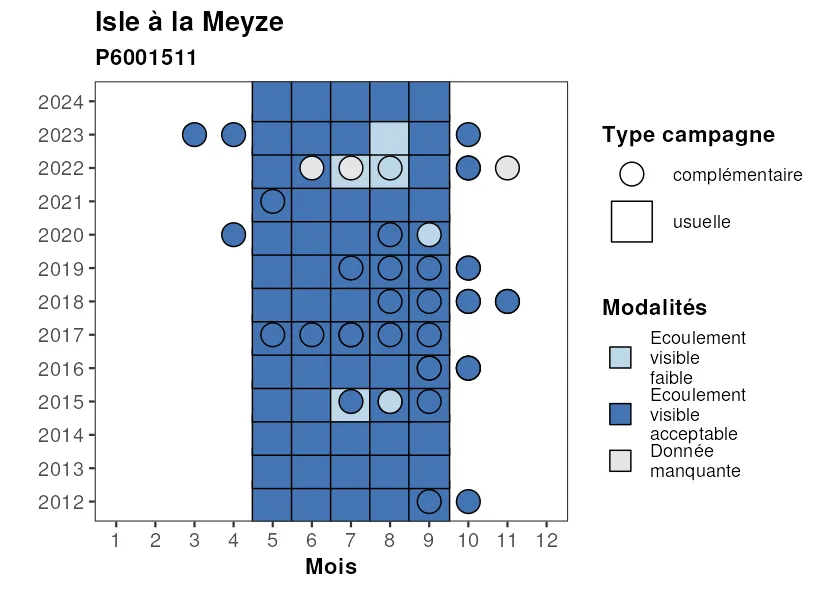 Isle à la Meyze
P6001511
2024
2023
2022
2021
2020
2019
2018
2017
2016
2015
2014
2013
2012
1 2 3 4 5 6 7 8 9 10 11 12
Mois
Type campagne
complémentaire
usuelle
Modalités
Ecoulement
visible
faible
Ecoulement
visible
acceptable
Donnée
manquante